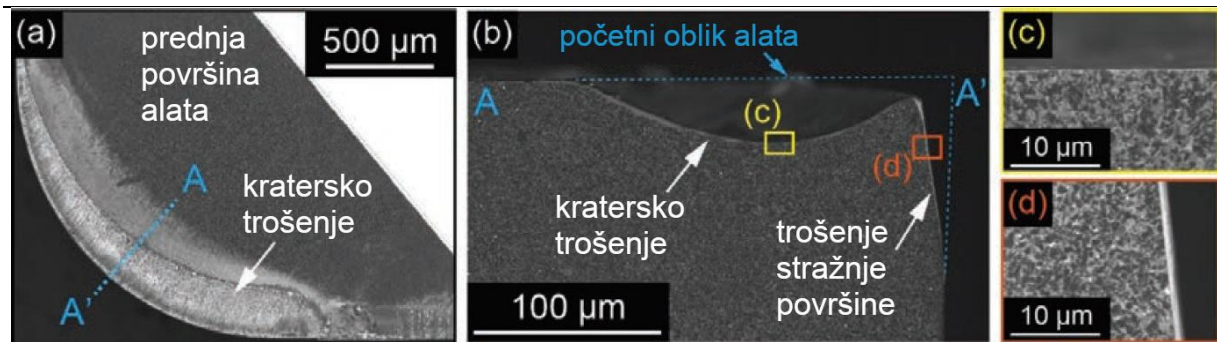 (a)
prednja
površina
alata
500 µm
A
kratersko
trošenje
A'
(b)
početni oblik alata
A
A'
(c)
(d)
kratersko
trošenje
trošenje
stražnje
površine
100 µm
(c)
10 µm
(d)
10 µm